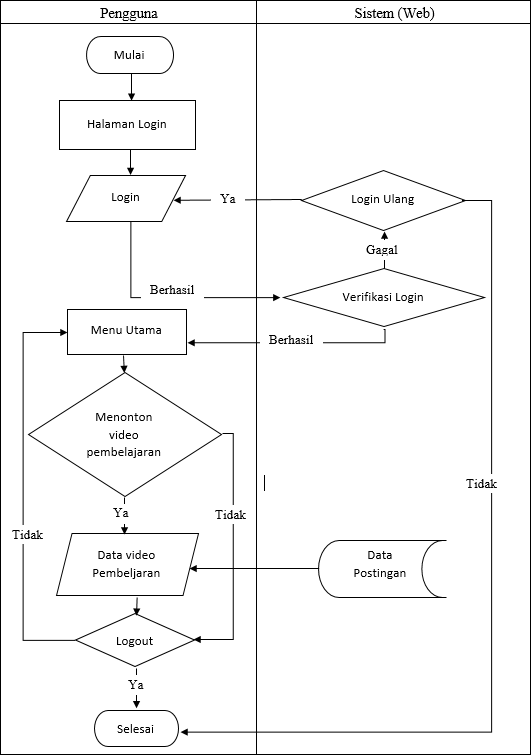 Pengguna
Sistem (Web)
Mulai
Halaman Login
Login
Ya
Login Ulang
Gagal
Berhasil
Verifikasi Login
Menu Utama
Berhasil
Menonton
video
pembelajaran
Tidak
Ya
Tidak
Tidak
Data video
Pembeljaran
Data
Postingan
Logout
Ya
Selesai